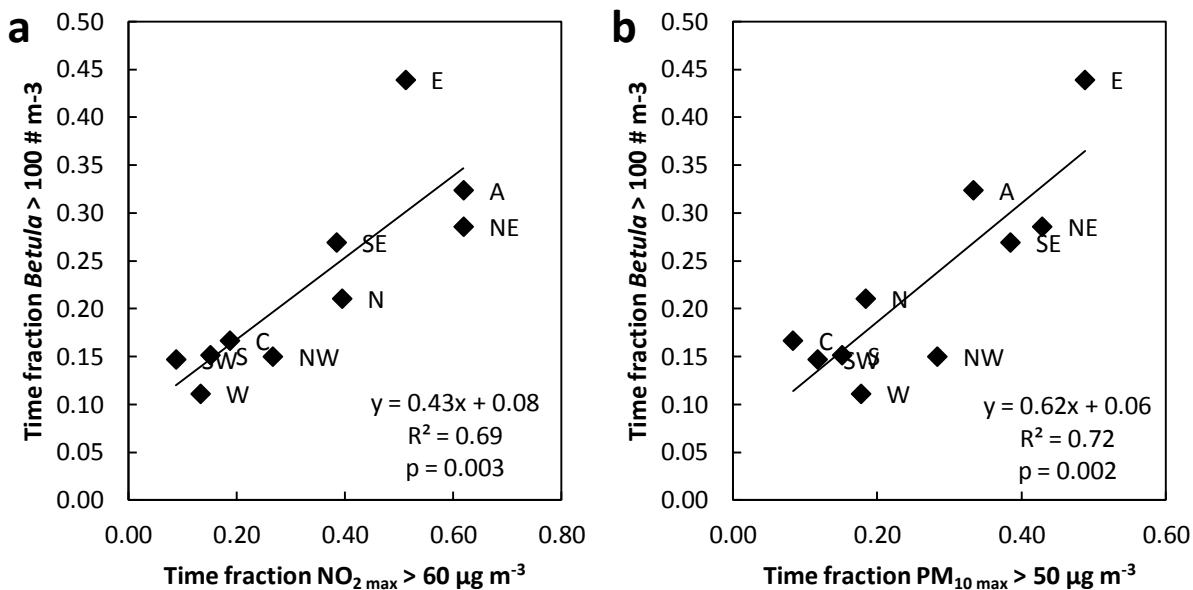 a
Time fraction Betula > 100 # m-3
0.50
0.45
0.40
0.35
0.30
0.25
0.20
0.15
0.10
0.05
0.00
E
A
NE
SE
N
C
S
SW
NW
W
y = 0.43x + 0.08
R² = 0.69
p = 0.003
0.00 0.20 0.40 0.60 0.80
Time fraction NO₂ max > 60 µg m⁻³
b
Time fraction Betula > 100 # m-3
0.50
0.45
0.40
0.35
0.30
0.25
0.20
0.15
0.10
0.05
0.00
E
A
NE
SE
N
C
S
SW
NW
W
y = 0.62x + 0.06
R² = 0.72
p = 0.002
0.00 0.20 0.40 0.60
Time fraction PM₁₀ max > 50 µg m⁻³